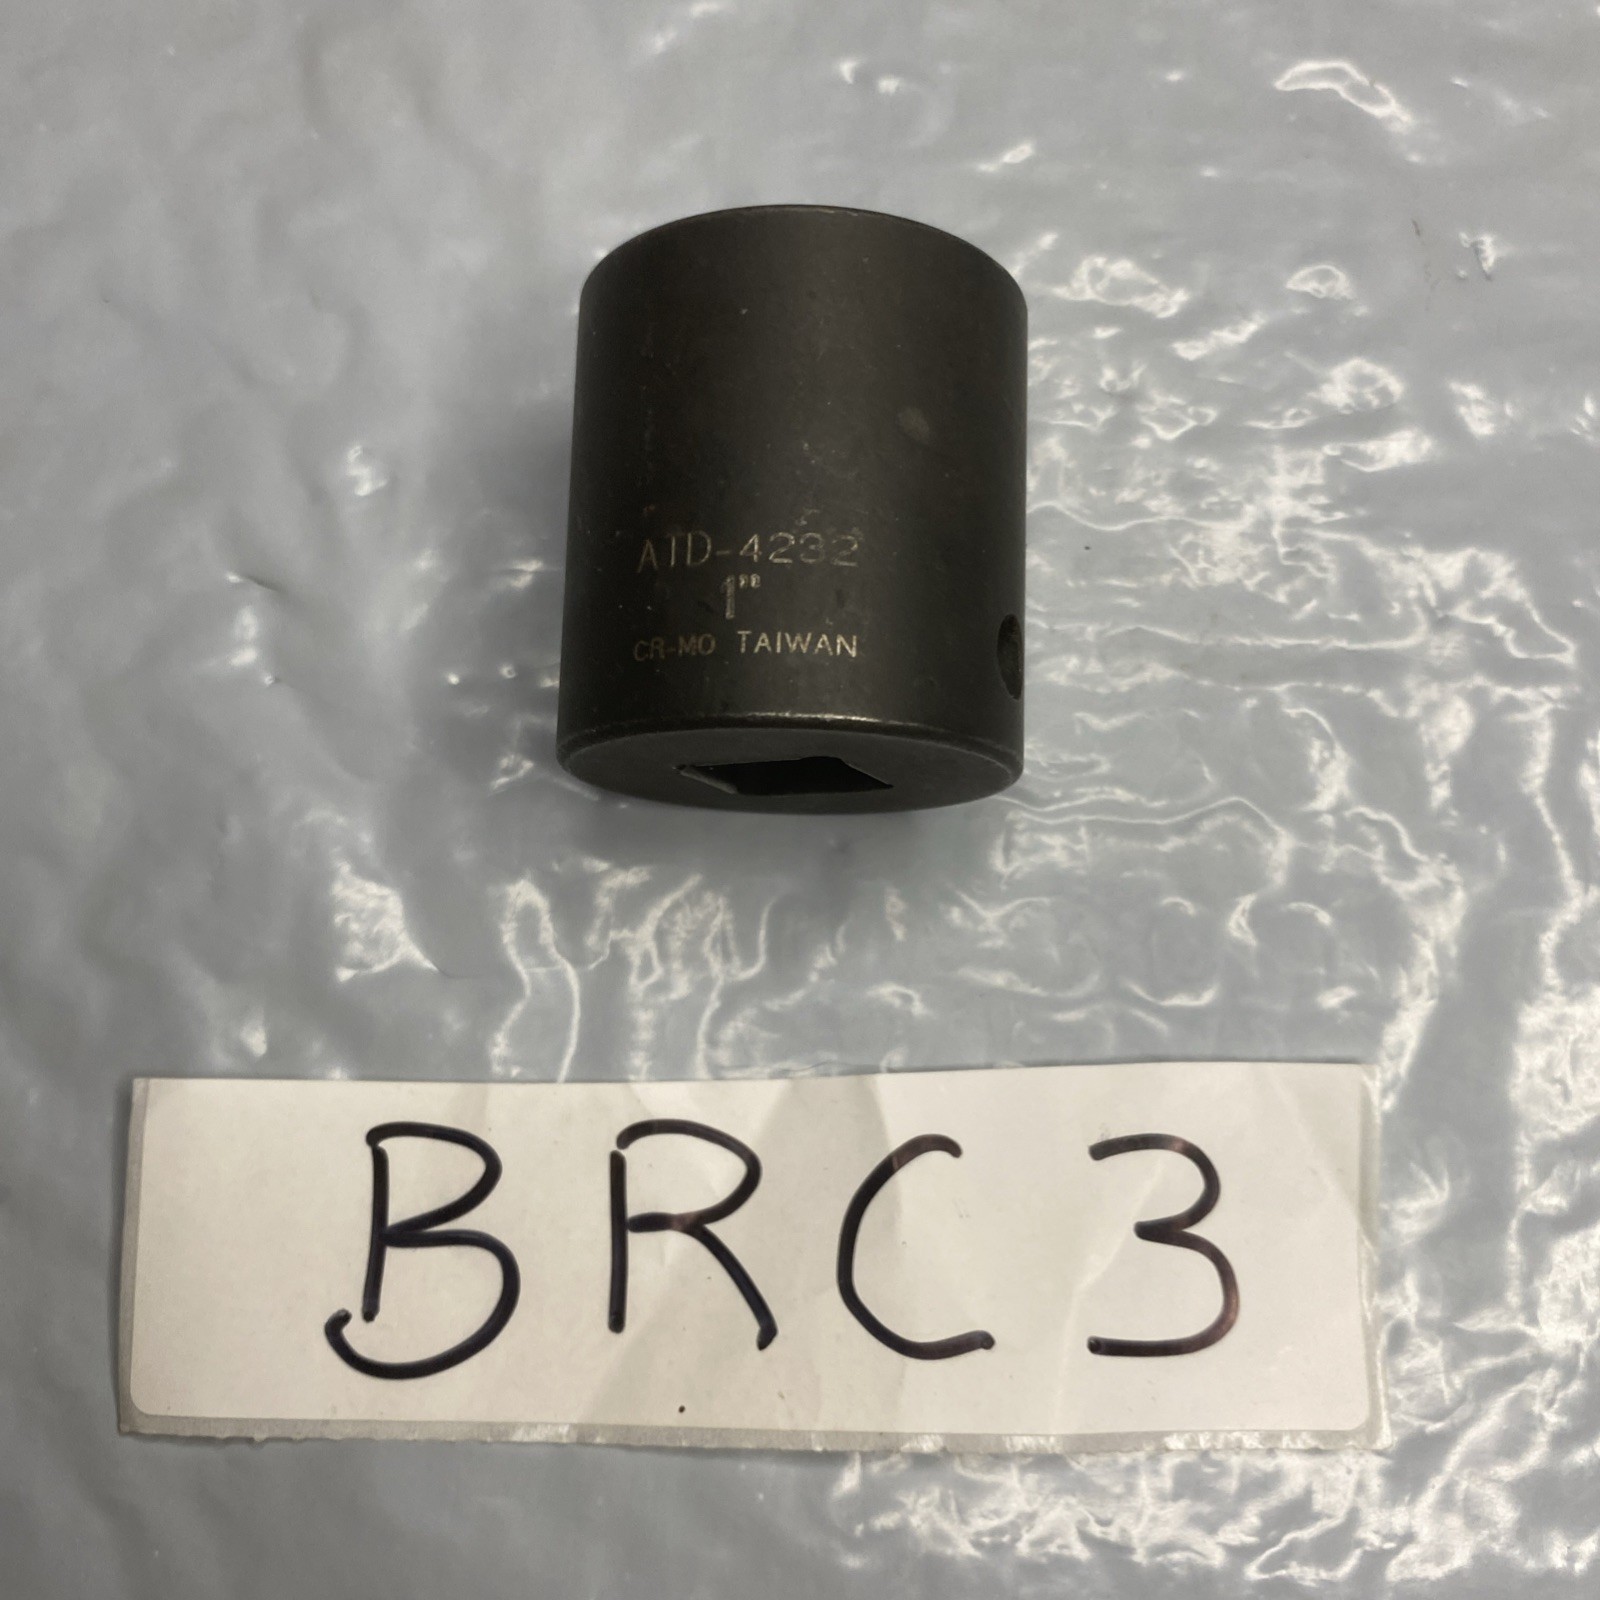 ATD-4232
1"
CR-MO TAIWAN
BRC3